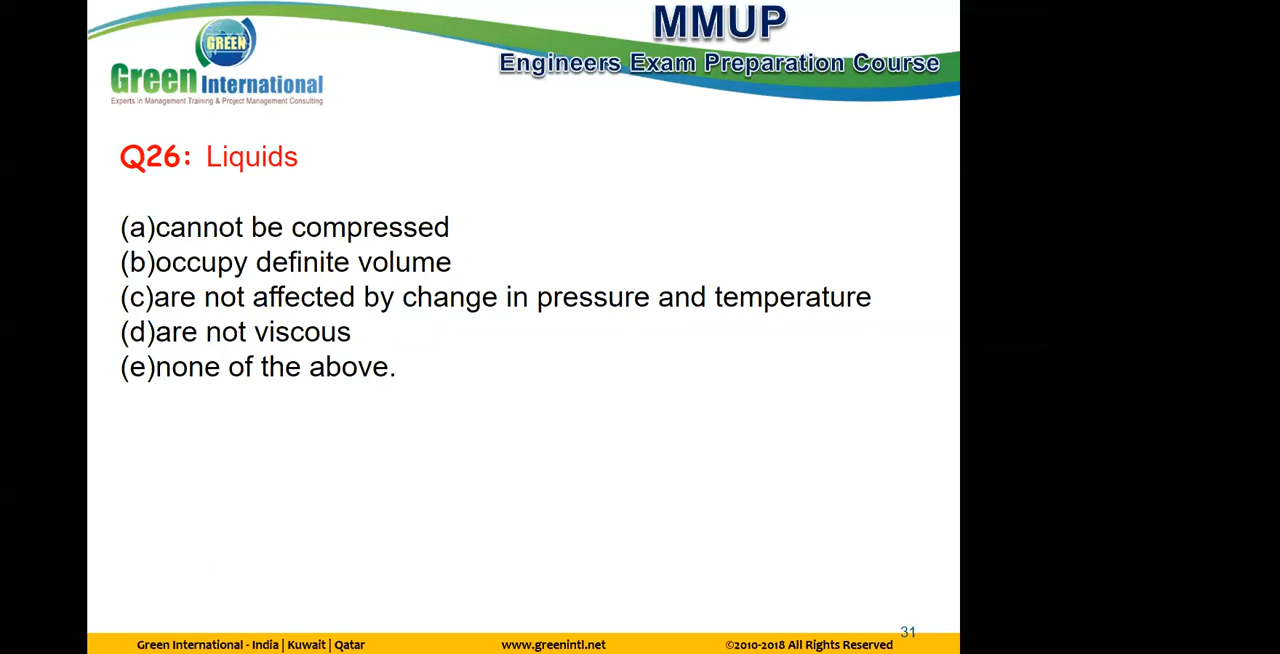 MMUP
Engineers Exam Preparation Course
GREEN
Green International
Experts in Management Training & Project Management Consulting
Q26: Liquids
(a)cannot be compressed
(b)occupy definite volume
(c)are not affected by change in pressure and temperature
(d)are not viscous
(e)none of the above.
31
Green International - India | Kuwait | Qatar
www.greenintl.net
©2010-2018 All Rights Reserved